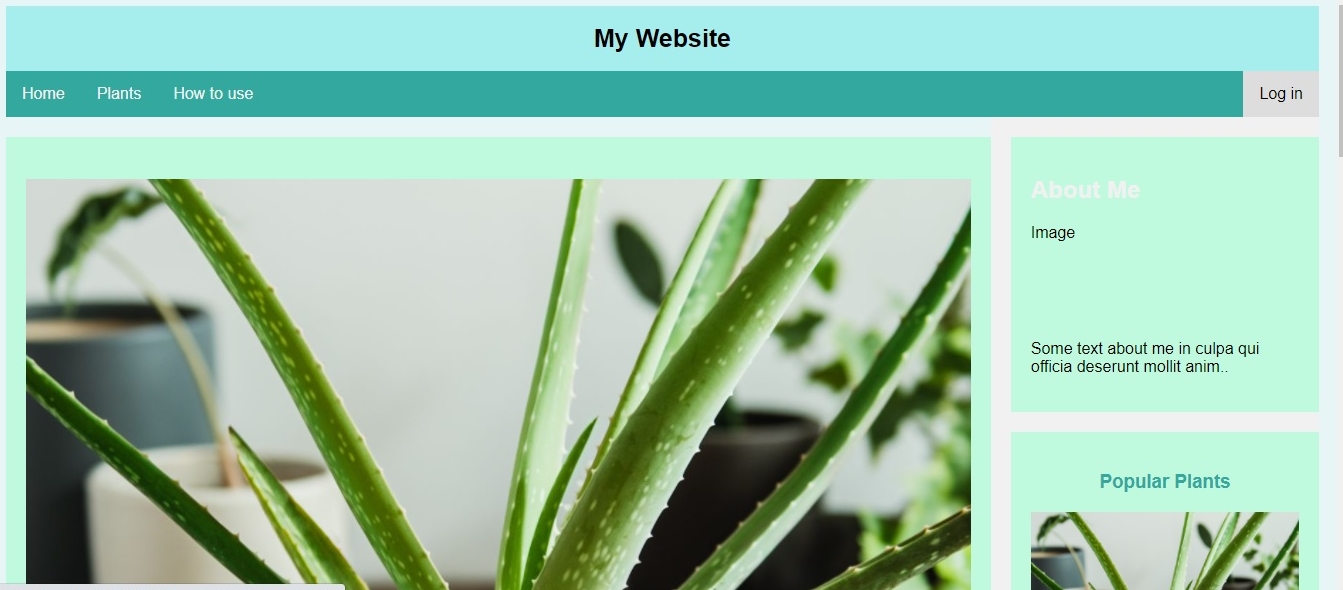 My Website
Home Plants How to use Log in
About Me
Image
Some text about me in culpa qui
officia deserunt mollit anim..
Popular Plants